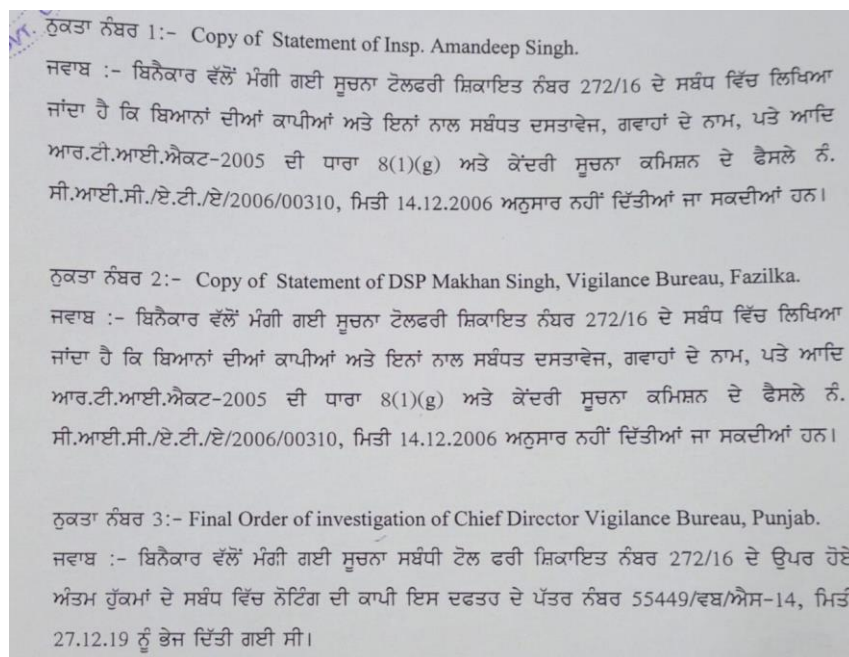 ਨੁਕਤਾ ਨੰਬਰ 1:- Copy of Statement of Insp. Amandeep Singh.
ਜਵਾਬ :- ਬਿਨੈਕਾਰ ਵੱਲੋਂ ਮੰਗੀ ਗਈ ਸੂਚਨਾ ਟੋਲਫਰੀ ਸ਼ਿਕਾਇਤ ਨੰਬਰ 272/16 ਦੇ ਸਬੰਧ ਵਿੱਚ ਲਿਖਿਆ
ਜਾਂਦਾ ਹੈ ਕਿ ਬਿਆਨਾਂ ਦੀਆਂ ਕਾਪੀਆਂ ਅਤੇ ਇਨਾਂ ਨਾਲ ਸਬੰਧਤ ਦਸਤਾਵੇਜ, ਗਵਾਹਾਂ ਦੇ ਨਾਮ, ਪਤੇ ਆਦਿ
ਆਰ.ਟੀ.ਆਈ.ਐਕਟ-2005 ਦੀ ਧਾਰਾ 8(1)(g) ਅਤੇ ਕੇਂਦਰੀ ਸੂਚਨਾ ਕਮਿਸ਼ਨ ਦੇ ਫੈਸਲੇ ਨੰ.
ਸੀ.ਆਈ.ਸੀ./ਏ.ਟੀ./ਏ/2006/00310, ਮਿਤੀ 14.12.2006 ਅਨੁਸਾਰ ਨਹੀਂ ਦਿੱਤੀਆਂ ਜਾ ਸਕਦੀਆਂ ਹਨ।
ਨੁਕਤਾ ਨੰਬਰ 2:- Copy of Statement of DSP Makhan Singh, Vigilance Bureau, Fazilka.
ਜਵਾਬ :- ਬਿਨੈਕਾਰ ਵੱਲੋਂ ਮੰਗੀ ਗਈ ਸੂਚਨਾ ਟੋਲਫਰੀ ਸ਼ਿਕਾਇਤ ਨੰਬਰ 272/16 ਦੇ ਸਬੰਧ ਵਿੱਚ ਲਿਖਿਆ
ਜਾਂਦਾ ਹੈ ਕਿ ਬਿਆਨਾਂ ਦੀਆਂ ਕਾਪੀਆਂ ਅਤੇ ਇਨਾਂ ਨਾਲ ਸਬੰਧਤ ਦਸਤਾਵੇਜ, ਗਵਾਹਾਂ ਦੇ ਨਾਮ, ਪਤੇ ਆਦਿ
ਆਰ.ਟੀ.ਆਈ.ਐਕਟ-2005 ਦੀ ਧਾਰਾ 8(1)(g) ਅਤੇ ਕੇਂਦਰੀ ਸੂਚਨਾ ਕਮਿਸ਼ਨ ਦੇ ਫੈਸਲੇ ਨੰ.
ਸੀ.ਆਈ.ਸੀ./ਏ.ਟੀ./ਏ/2006/00310, ਮਿਤੀ 14.12.2006 ਅਨੁਸਾਰ ਨਹੀਂ ਦਿੱਤੀਆਂ ਜਾ ਸਕਦੀਆਂ ਹਨ।
ਨੁਕਤਾ ਨੰਬਰ 3:- Final Order of investigation of Chief Director Vigilance Bureau, Punjab.
ਜਵਾਬ :- ਬਿਨੈਕਾਰ ਵੱਲੋਂ ਮੰਗੀ ਗਈ ਸੂਚਨਾ ਸਬੰਧੀ ਟੋਲ ਫਰੀ ਸ਼ਿਕਾਇਤ ਨੰਬਰ 272/16 ਦੇ ਉਪਰ ਹੋਏ
ਅੰਤਮ ਹੁੱਕਮਾਂ ਦੇ ਸਬੰਧ ਵਿੱਚ ਨੋਟਿੰਗ ਦੀ ਕਾਪੀ ਇਸ ਦਫਤਰ ਦੇ ਪੱਤਰ ਨੰਬਰ 55449/ਵਬ/ਐਸ-14, ਮਿਤੀ
27.12.19 ਨੂੰ ਭੇਜ ਦਿੱਤੀ ਗਈ ਸੀ।